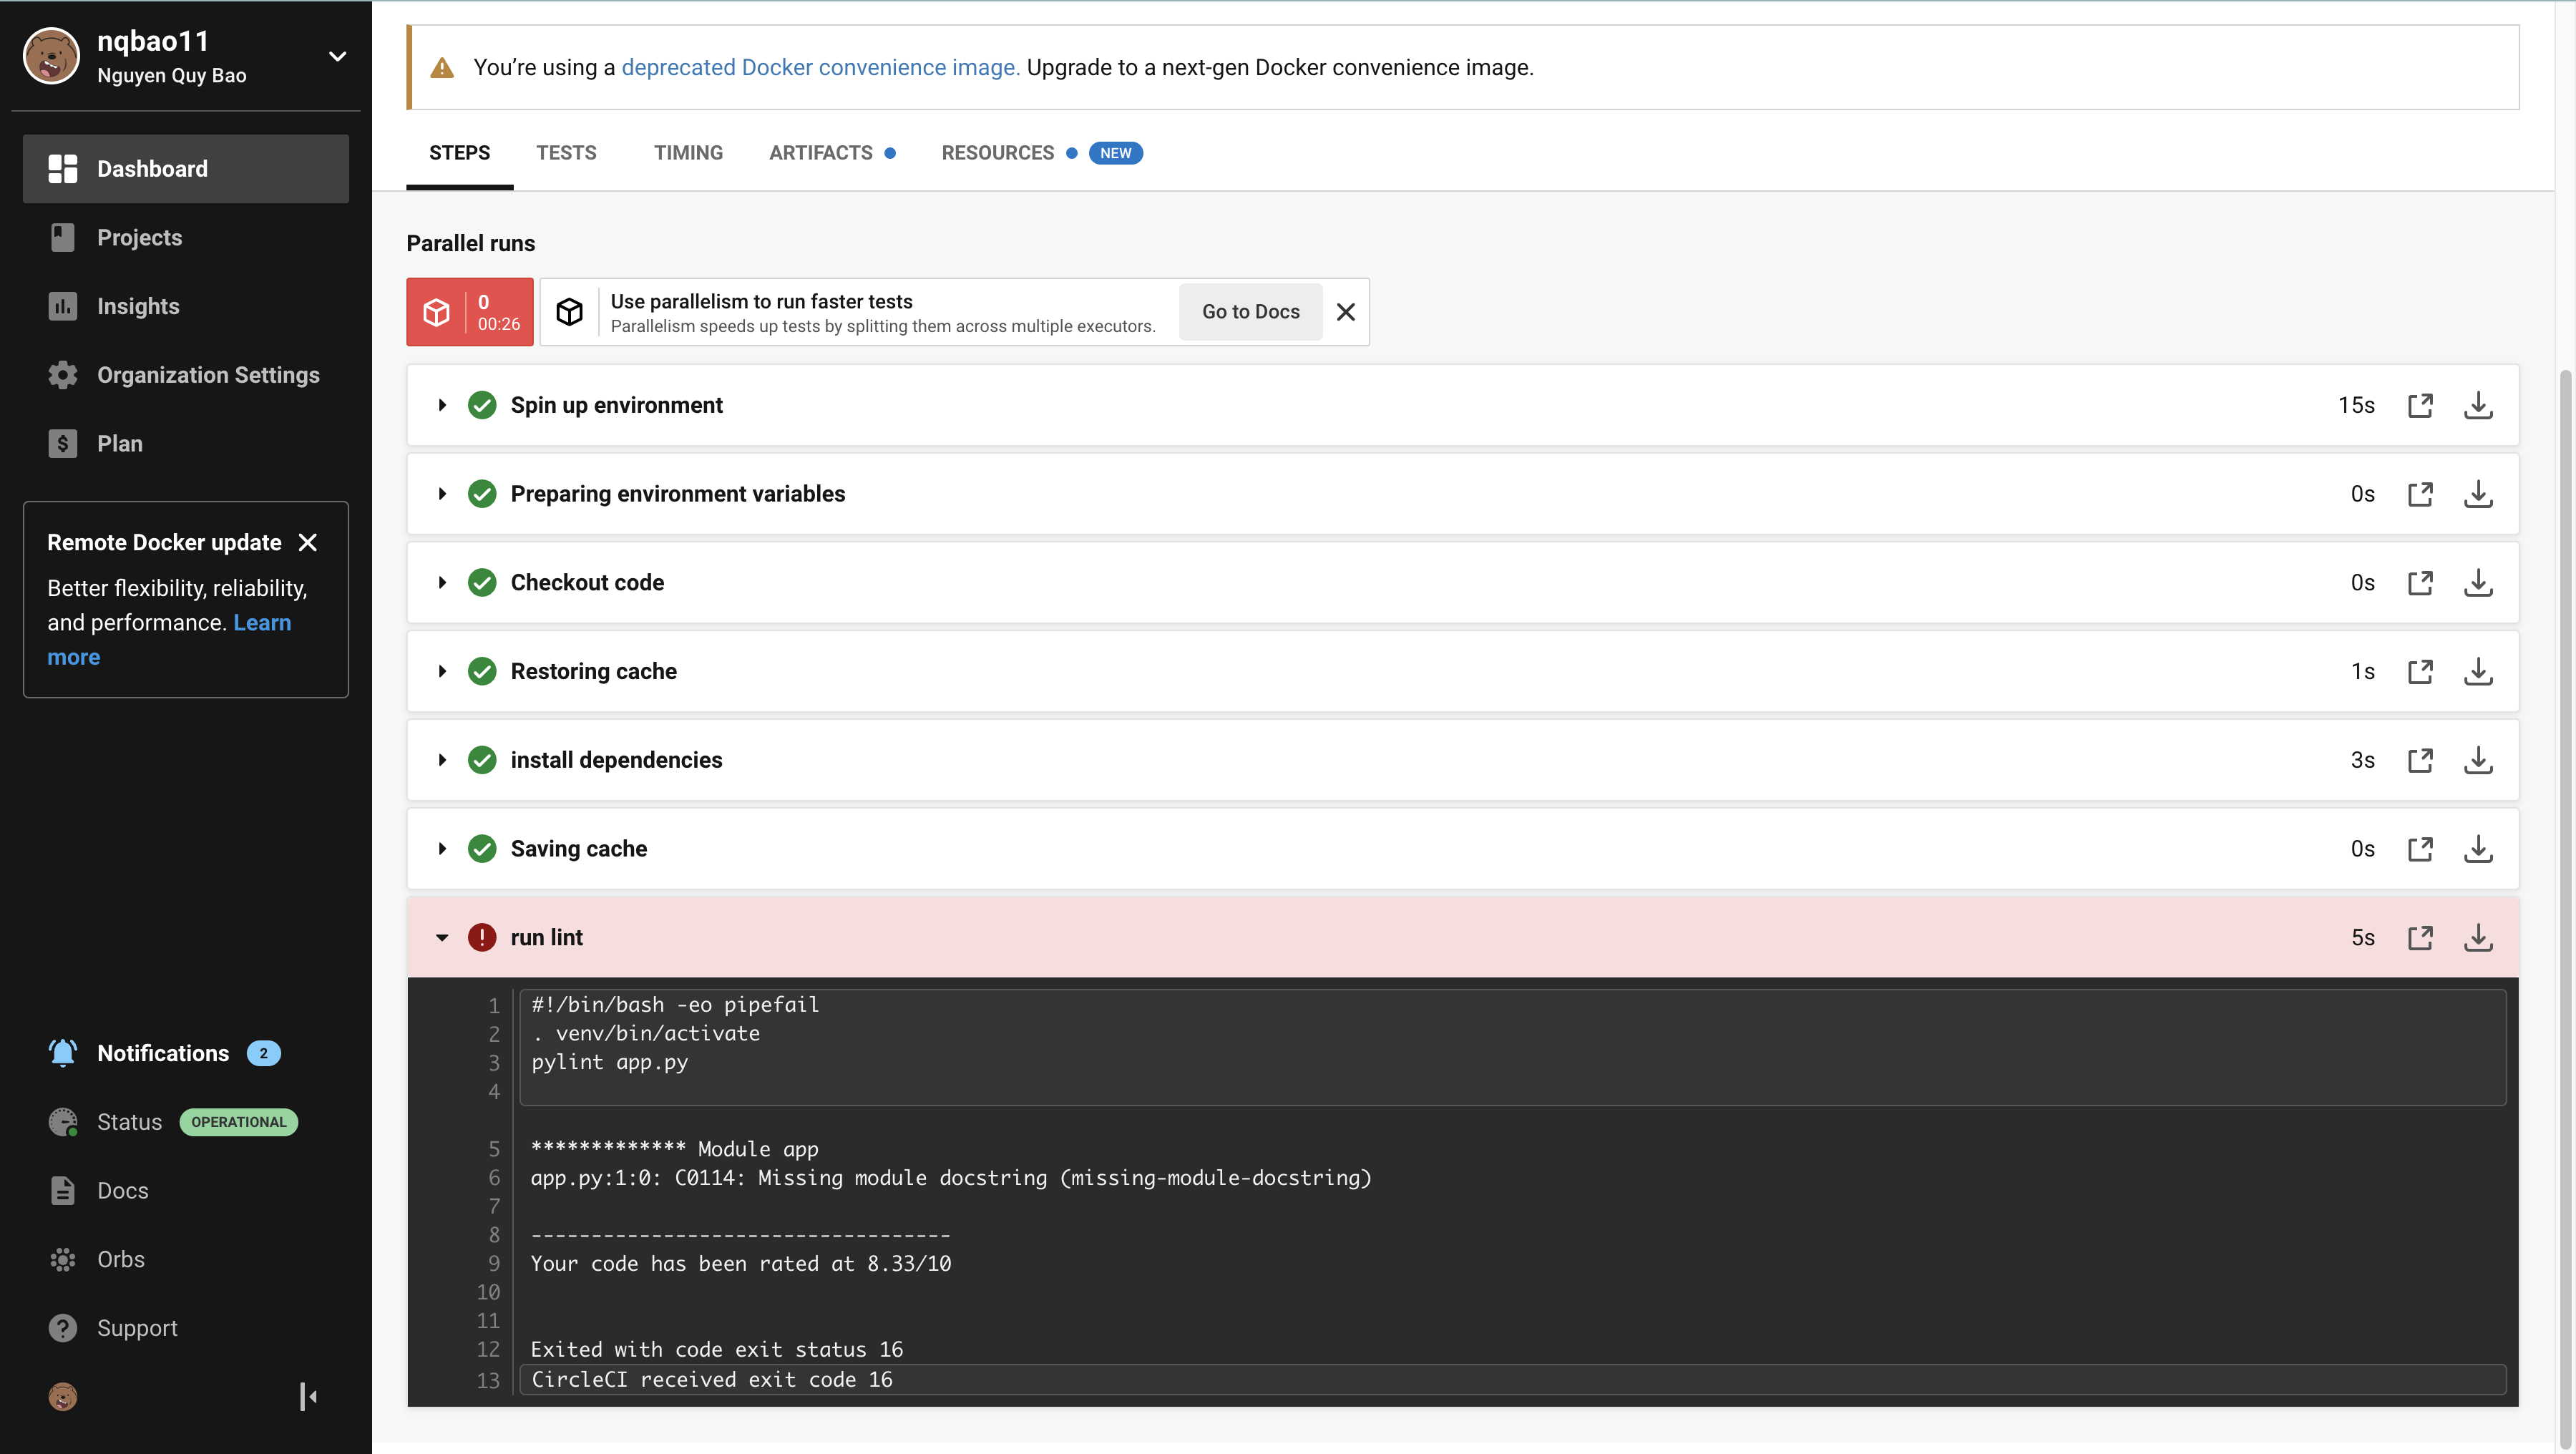 nqbao11
Nguyen Quy Bao
Dashboard
Projects
Insights
Organization Settings
Plan
Remote Docker update
Better flexibility, reliability,
and performance. Learn
more
Notifications 2
Status OPERATIONAL
Docs
Orbs
Support
You’re using a deprecated Docker convenience image. Upgrade to a next-gen Docker convenience image.
STEPS TESTS TIMING ARTIFACTS RESOURCES NEW
Parallel runs
0
00:26
Use parallelism to run faster tests
Parallelism speeds up tests by splitting them across multiple executors.
Go to Docs
Spin up environment 15s
Preparing environment variables 0s
Checkout code 0s
Restoring cache 1s
install dependencies 3s
Saving cache 0s
run lint 5s
1 #!/bin/bash -eo pipefail
2 . venv/bin/activate
3 pylint app.py
4
5 ************* Module app
6 app.py:1:0: C0114: Missing module docstring (missing-module-docstring)
7
8 -----------------------------------
9 Your code has been rated at 8.33/10
10
11
12 Exited with code exit status 16
13 CircleCI received exit code 16